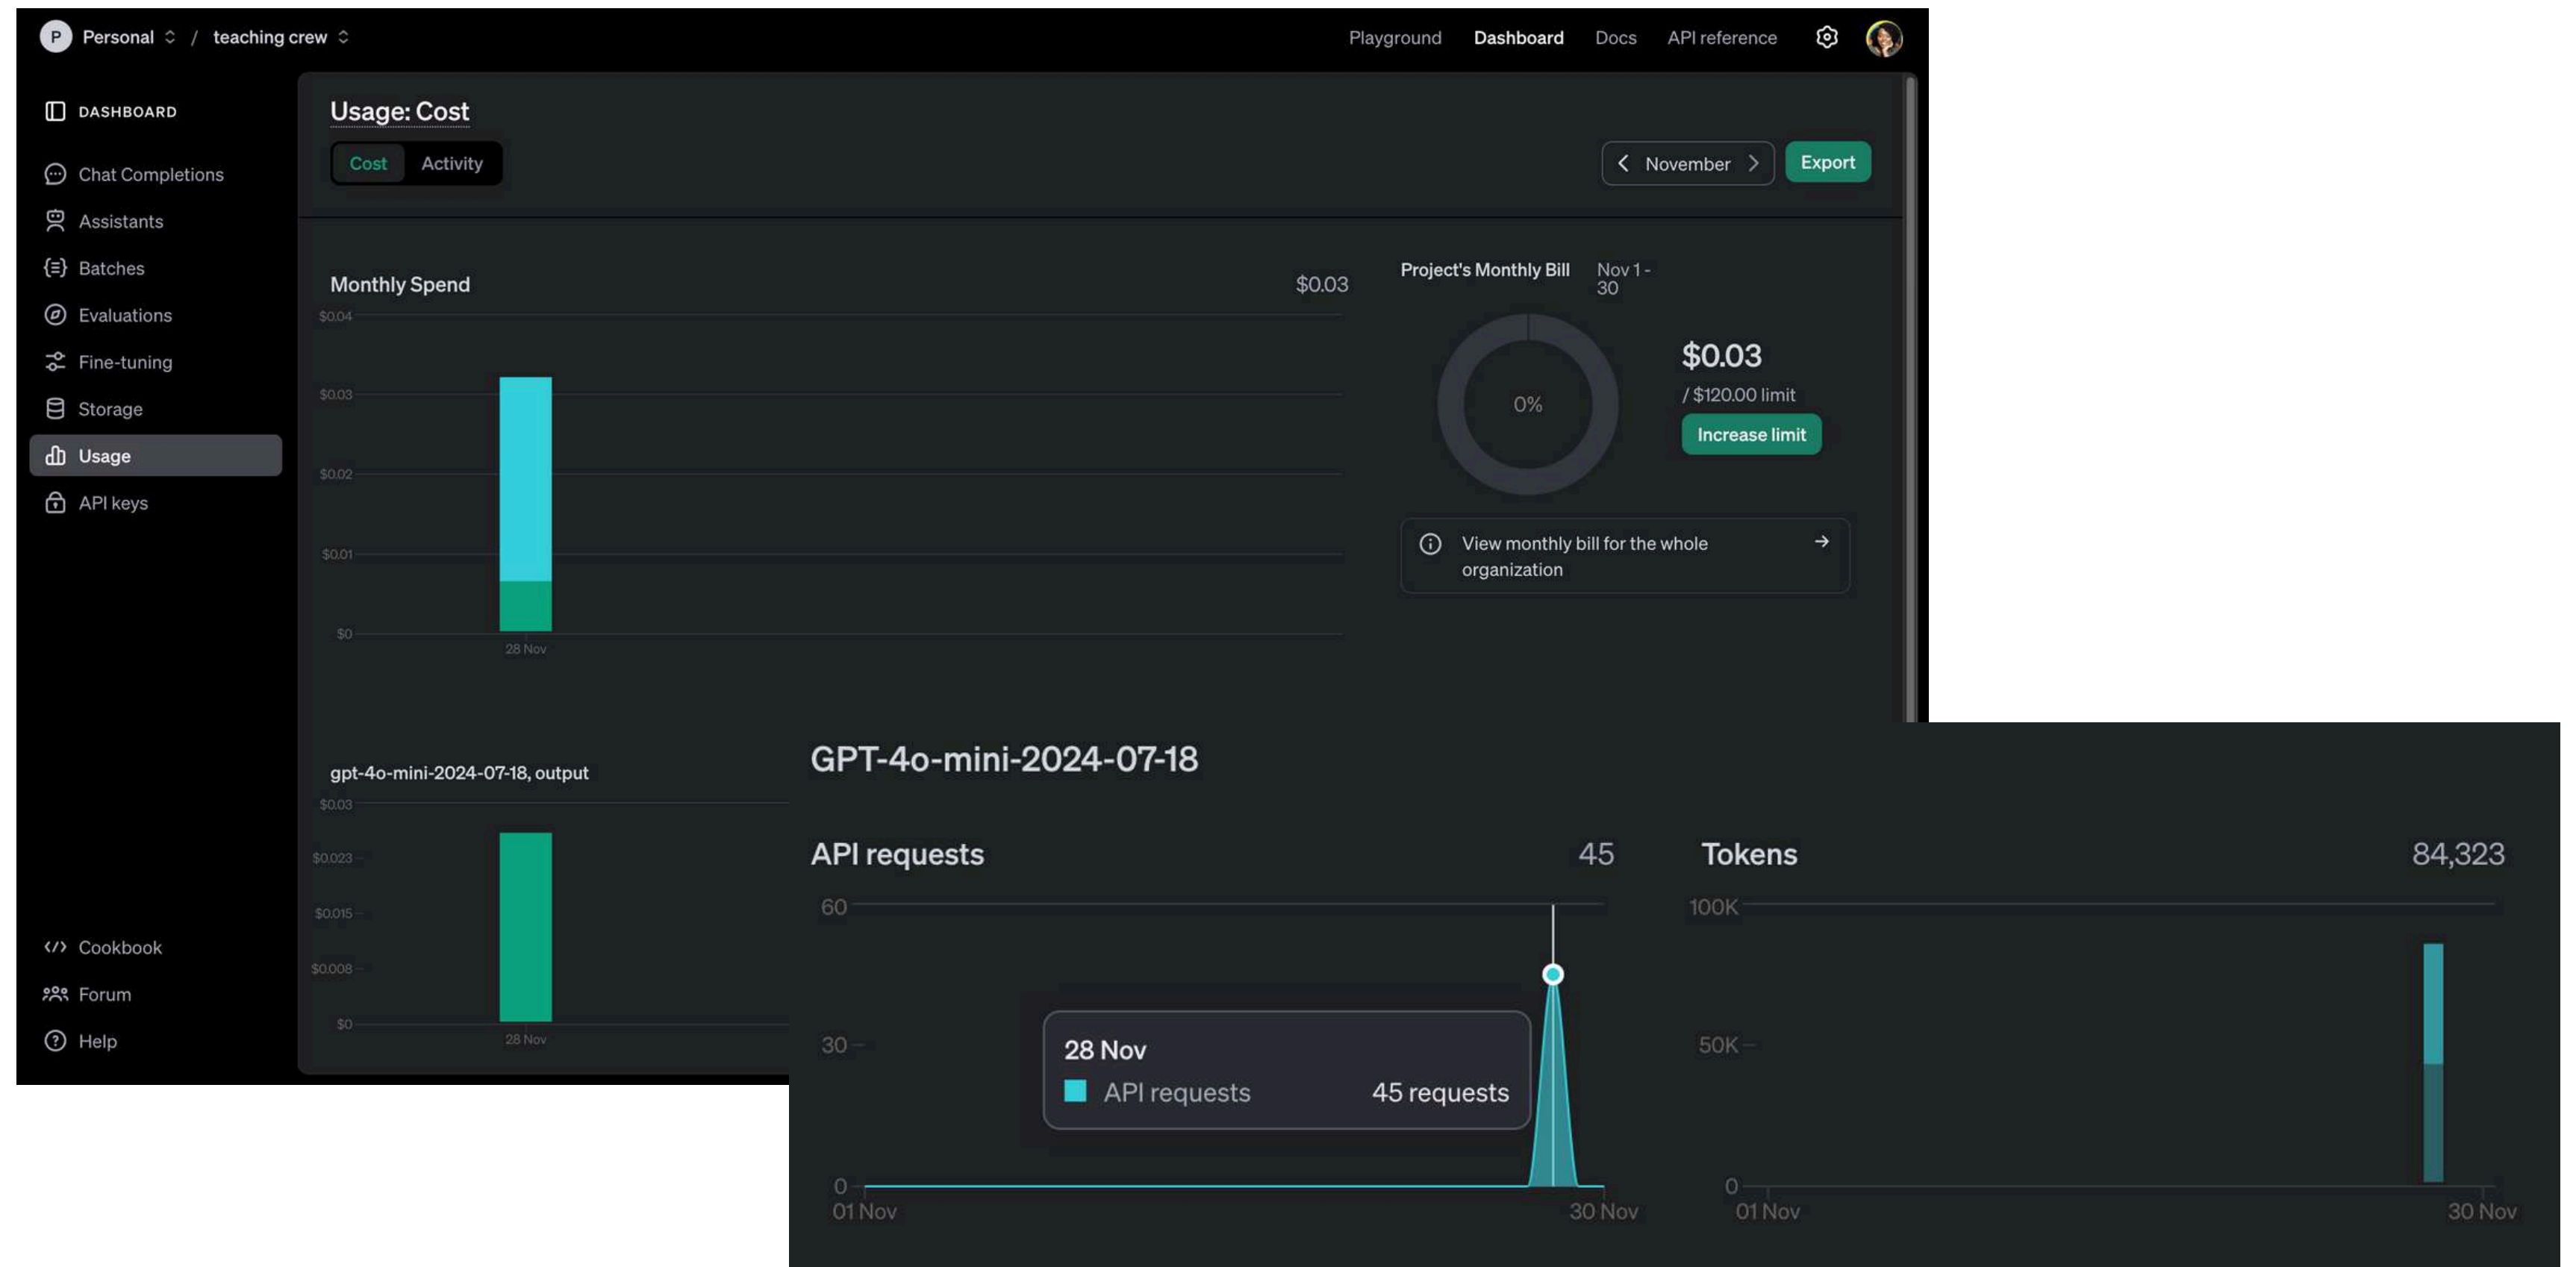 P Personal / teaching crew
Playground Dashboard Docs API reference
DASHBOARD
Chat Completions
Assistants
Batches
Evaluations
Fine-tuning
Storage
Usage
API keys
Cookbook
Forum
Help
Usage: Cost
Cost Activity
November
Export
Monthly Spend $0.03
$0.04
$0.03
$0.02
$0.01
$0
28 Nov
Project's Monthly Bill Nov 1 -
30
0%
$0.03
/ $120.00 limit
Increase limit
View monthly bill for the whole
organization
gpt-4o-mini-2024-07-18, output
$0.03
$0.023
$0.015
$0.008
$0
28 Nov
GPT-4o-mini-2024-07-18
API requests 45
60
30
0
01 Nov 30 Nov
28 Nov
API requests 45 requests
Tokens 84,323
100K
50K
0
01 Nov 30 Nov